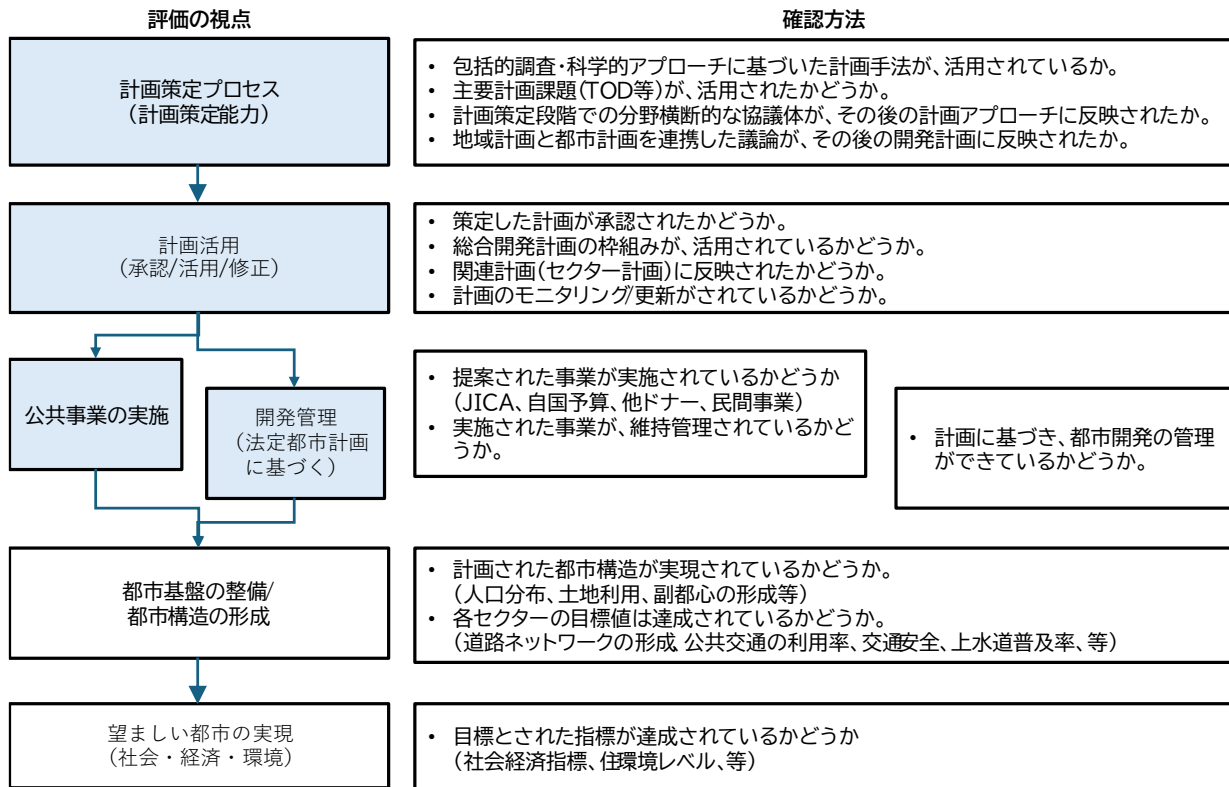 評価の視点
確認方法
計画策定プロセス
（計画策定能力）
• 包括的調査・科学的アプローチに基づいた計画手法が、活用されているか。
• 主要計画課題（TOD等）が、活用されたかどうか。
• 計画策定段階での分野横断的な協議体が、その後の計画アプローチに反映されたか。
• 地域計画と都市計画を連携した議論が、その後の開発計画に反映されたか。
計画活用
（承認/活用/修正）
• 策定した計画が承認されたかどうか。
• 総合開発計画の枠組みが、活用されているかどうか。
• 関連計画（セクター計画）に反映されたかどうか。
• 計画のモニタリング/更新がされているかどうか。
公共事業の実施
開発管理
（法定都市計画
に基づく）
• 提案された事業が実施されているかどうか
（JICA、自国予算、他ドナー、民間事業）
• 実施された事業が、維持管理されているかど
うか。
• 計画に基づき、都市開発の管理
ができているかどうか。
都市基盤の整備/
都市構造の形成
• 計画された都市構造が実現されているかどうか。
（人口分布、土地利用、副都心の形成等）
• 各セクターの目標値は達成されているかどうか。
（道路ネットワークの形成、公共交通の利用率、交通安全、上水道普及率、等）
望ましい都市の実現
（社会・経済・環境）
• 目標とされた指標が達成されているかどうか
（社会経済指標、住環境レベル、等）